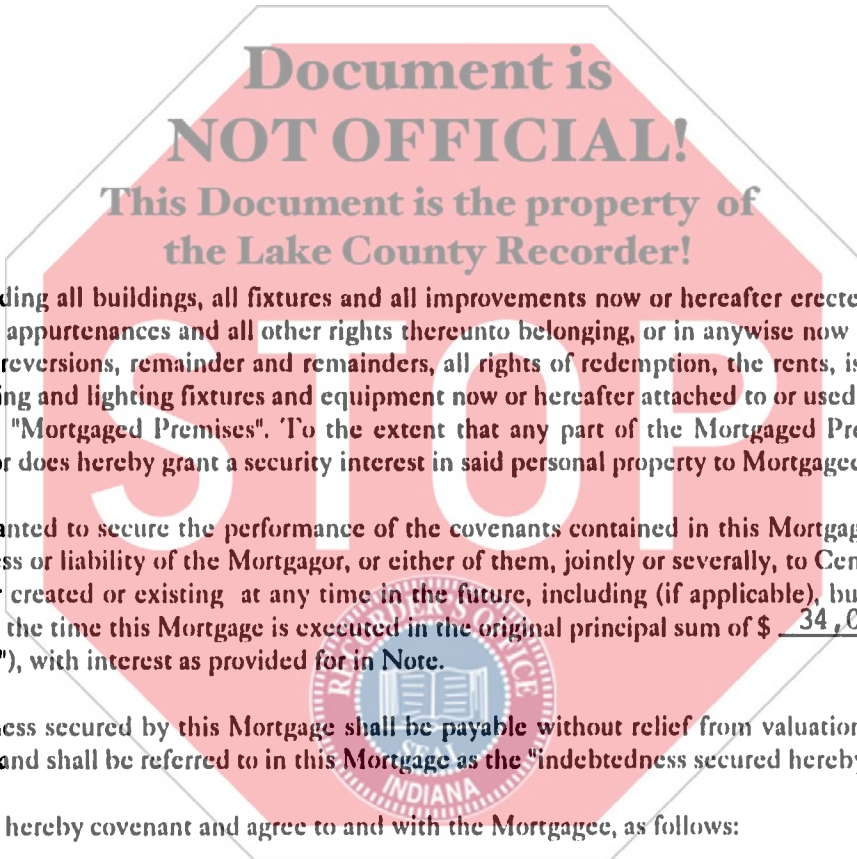 Document is
NOT OFFICIAL!
This Document is the property of
the Lake County Recorder!
ding all buildings, all fixtures and all improvements now or hereafter erecte
appurtenances and all other rights thereunto belonging, or in anywise now
reversions, remainder and remainders, all rights of redemption, the rents, is
ing and lighting fixtures and equipment now or hereafter attached to or used
"Mortgaged Premises". To the extent that any part of the Mortgaged Pre
or does hereby grant a security interest in said personal property to Mortgagee
STOP
anted to secure the performance of the covenants contained in this Mortgag
ess or liability of the Mortgagor, or either of them, jointly or severally, to Cen
created or existing at any time in the future, including (if applicable), bu
the time this Mortgage is executed in the original principal sum of $ 34,0
"), with interest as provided for in Note.
RECORDER'S OFFICE
SEAL
INDIANA
ess secured by this Mortgage shall be payable without relief from valuation
and shall be referred to in this Mortgage as the "indebtedness secured hereby
hereby covenant and agree to and with the Mortgagee, as follows: